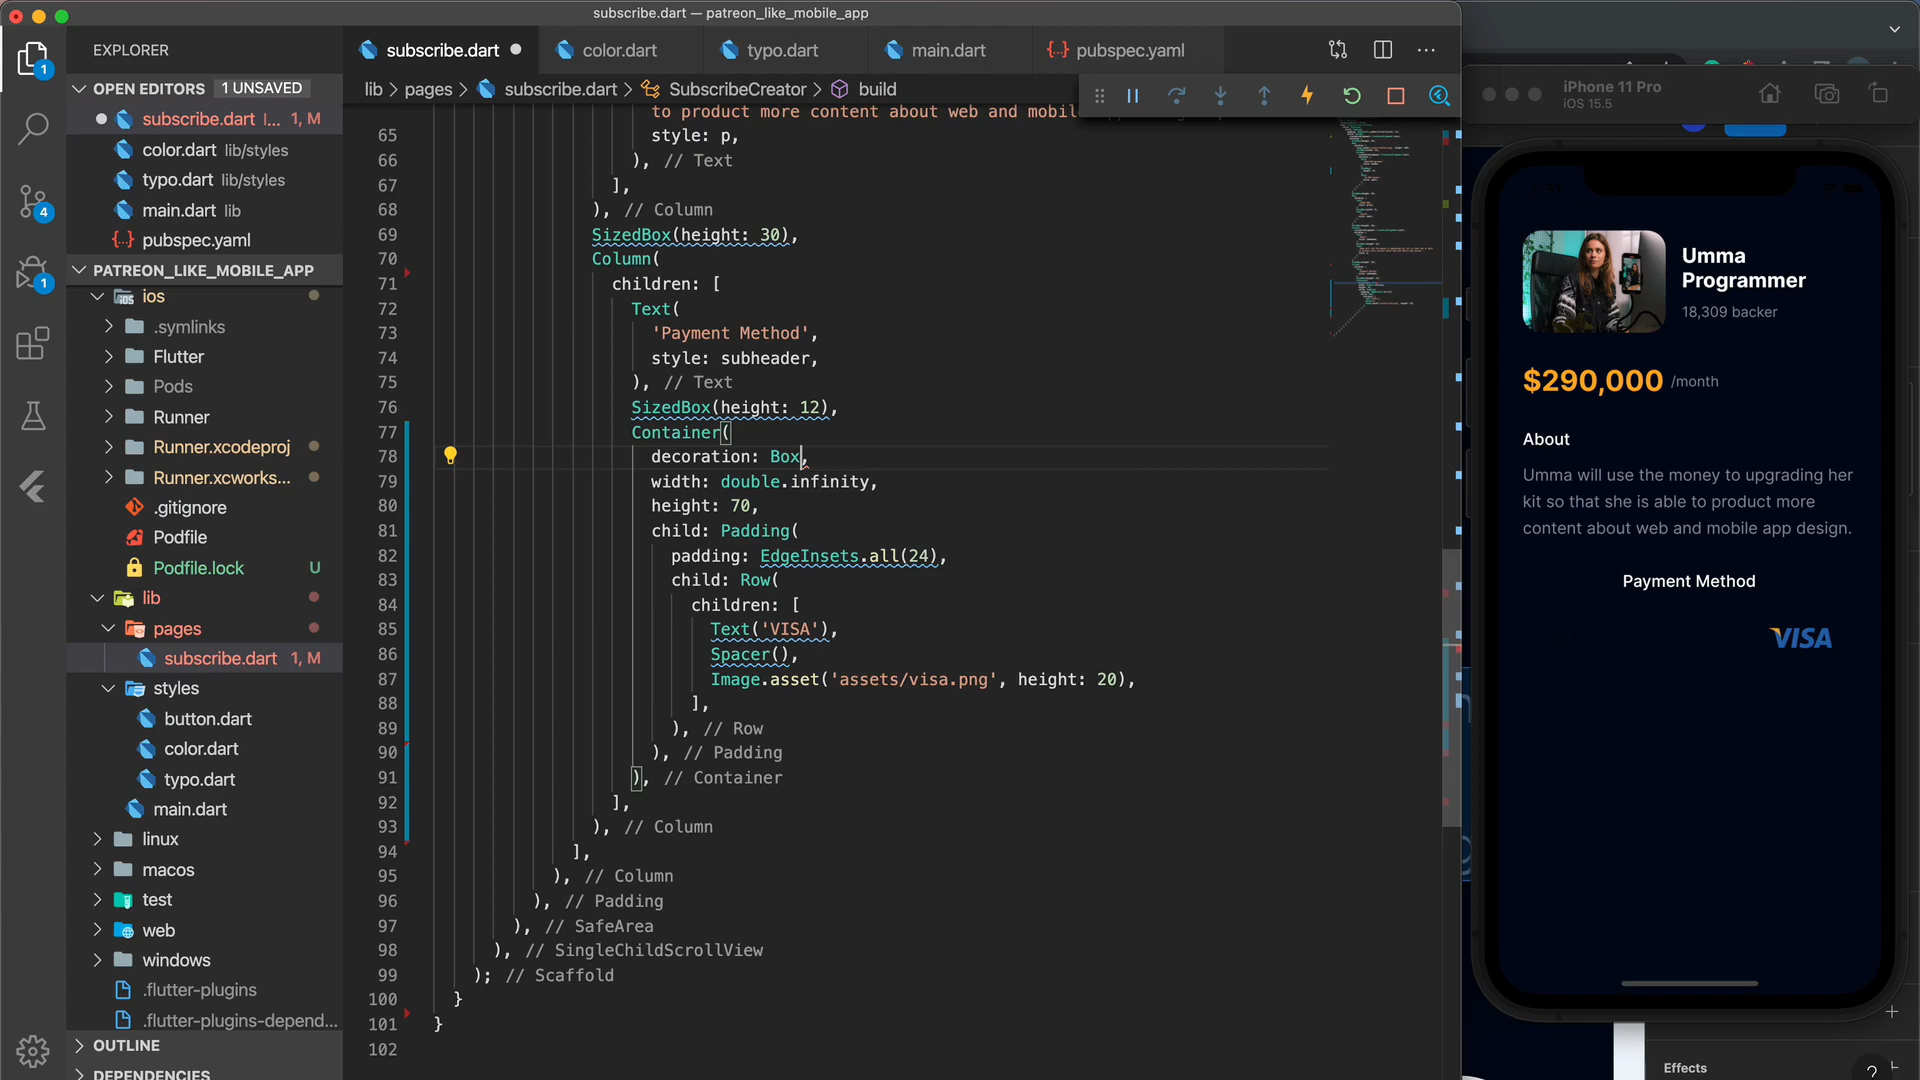 subscribe.dart — patreon_like_mobile_app
EXPLORER
subscribe.dart
color.dart
typo.dart
main.dart
{..} pubspec.yaml
OPEN EDITORS
1 UNSAVED
subscribe.dart l... 1, M
color.dart lib/styles
typo.dart lib/styles
main.dart lib
{..} pubspec.yaml
PATREON_LIKE_MOBILE_APP
ios
.symlinks
Flutter
Pods
Runner
Runner.xcodeproj
Runner.xcworks...
.gitignore
Podfile
Podfile.lock U
lib
pages
subscribe.dart 1, M
styles
button.dart
color.dart
typo.dart
main.dart
linux
macos
test
web
windows
.flutter-plugins
.flutter-plugins-depend...
OUTLINE
DEPENDENCIES
1
4
1
lib > pages > subscribe.dart > SubscribeCreator > build
to product more content about web and mobil
65 style: p,
66 ), // Text
67 ],
68 ), // Column
69 SizedBox(height: 30),
70 Column(
71 children: [
72 Text(
73 'Payment Method',
74 style: subheader,
75 ), // Text
76 SizedBox(height: 12),
77 Container(
78 decoration: Box,
79 width: double.infinity,
80 height: 70,
81 child: Padding(
82 padding: EdgeInsets.all(24),
83 child: Row(
84 children: [
85 Text('VISA'),
86 Spacer(),
87 Image.asset('assets/visa.png', height: 20),
88 ],
89 ), // Row
90 ), // Padding
91 ), // Container
92 ],
93 ), // Column
94 ],
95 ), // Column
96 ), // Padding
97 ), // SafeArea
98 ), // SingleChildScrollView
99 ); // Scaffold
100 }
101 }
102
iPhone 11 Pro
iOS 15.5
Umma
Programmer
18,309 backer
$290,000 /month
About
Umma will use the money to upgrading her
kit so that she is able to product more
content about web and mobile app design.
Payment Method
VISA
Effects
?